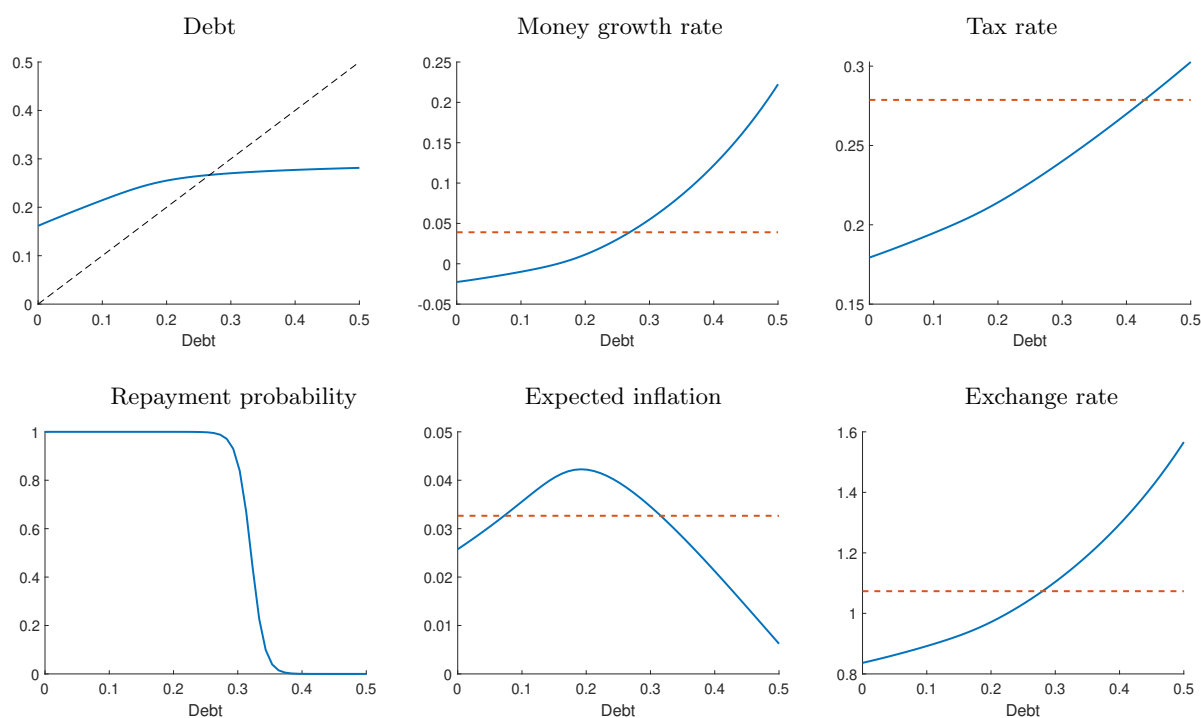 Debt
0.5
0.4
0.3
0.2
0.1
0
0 0.1 0.2 0.3 0.4 0.5
Debt
Money growth rate
0.25
0.2
0.15
0.1
0.05
0
-0.05
0 0.1 0.2 0.3 0.4 0.5
Debt
Tax rate
0.3
0.25
0.2
0.15
0 0.1 0.2 0.3 0.4 0.5
Debt
Repayment probability
1
0.8
0.6
0.4
0.2
0
0 0.1 0.2 0.3 0.4 0.5
Debt
Expected inflation
0.05
0.04
0.03
0.02
0.01
0
0 0.1 0.2 0.3 0.4 0.5
Debt
Exchange rate
1.6
1.4
1.2
1
0.8
0 0.1 0.2 0.3 0.4 0.5
Debt